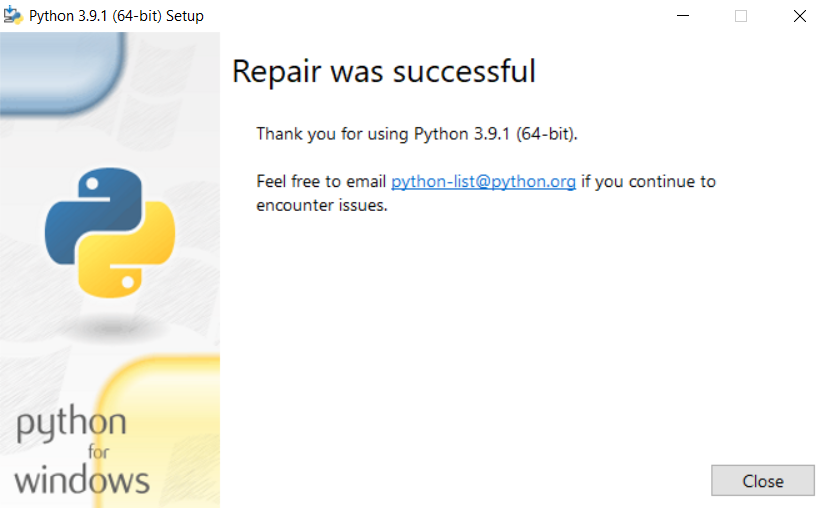 Python 3.9.1 (64-bit) Setup
Repair was successful
Thank you for using Python 3.9.1 (64-bit).
Feel free to email python-list@python.org if you continue to
encounter issues.
python
for
windows
Close